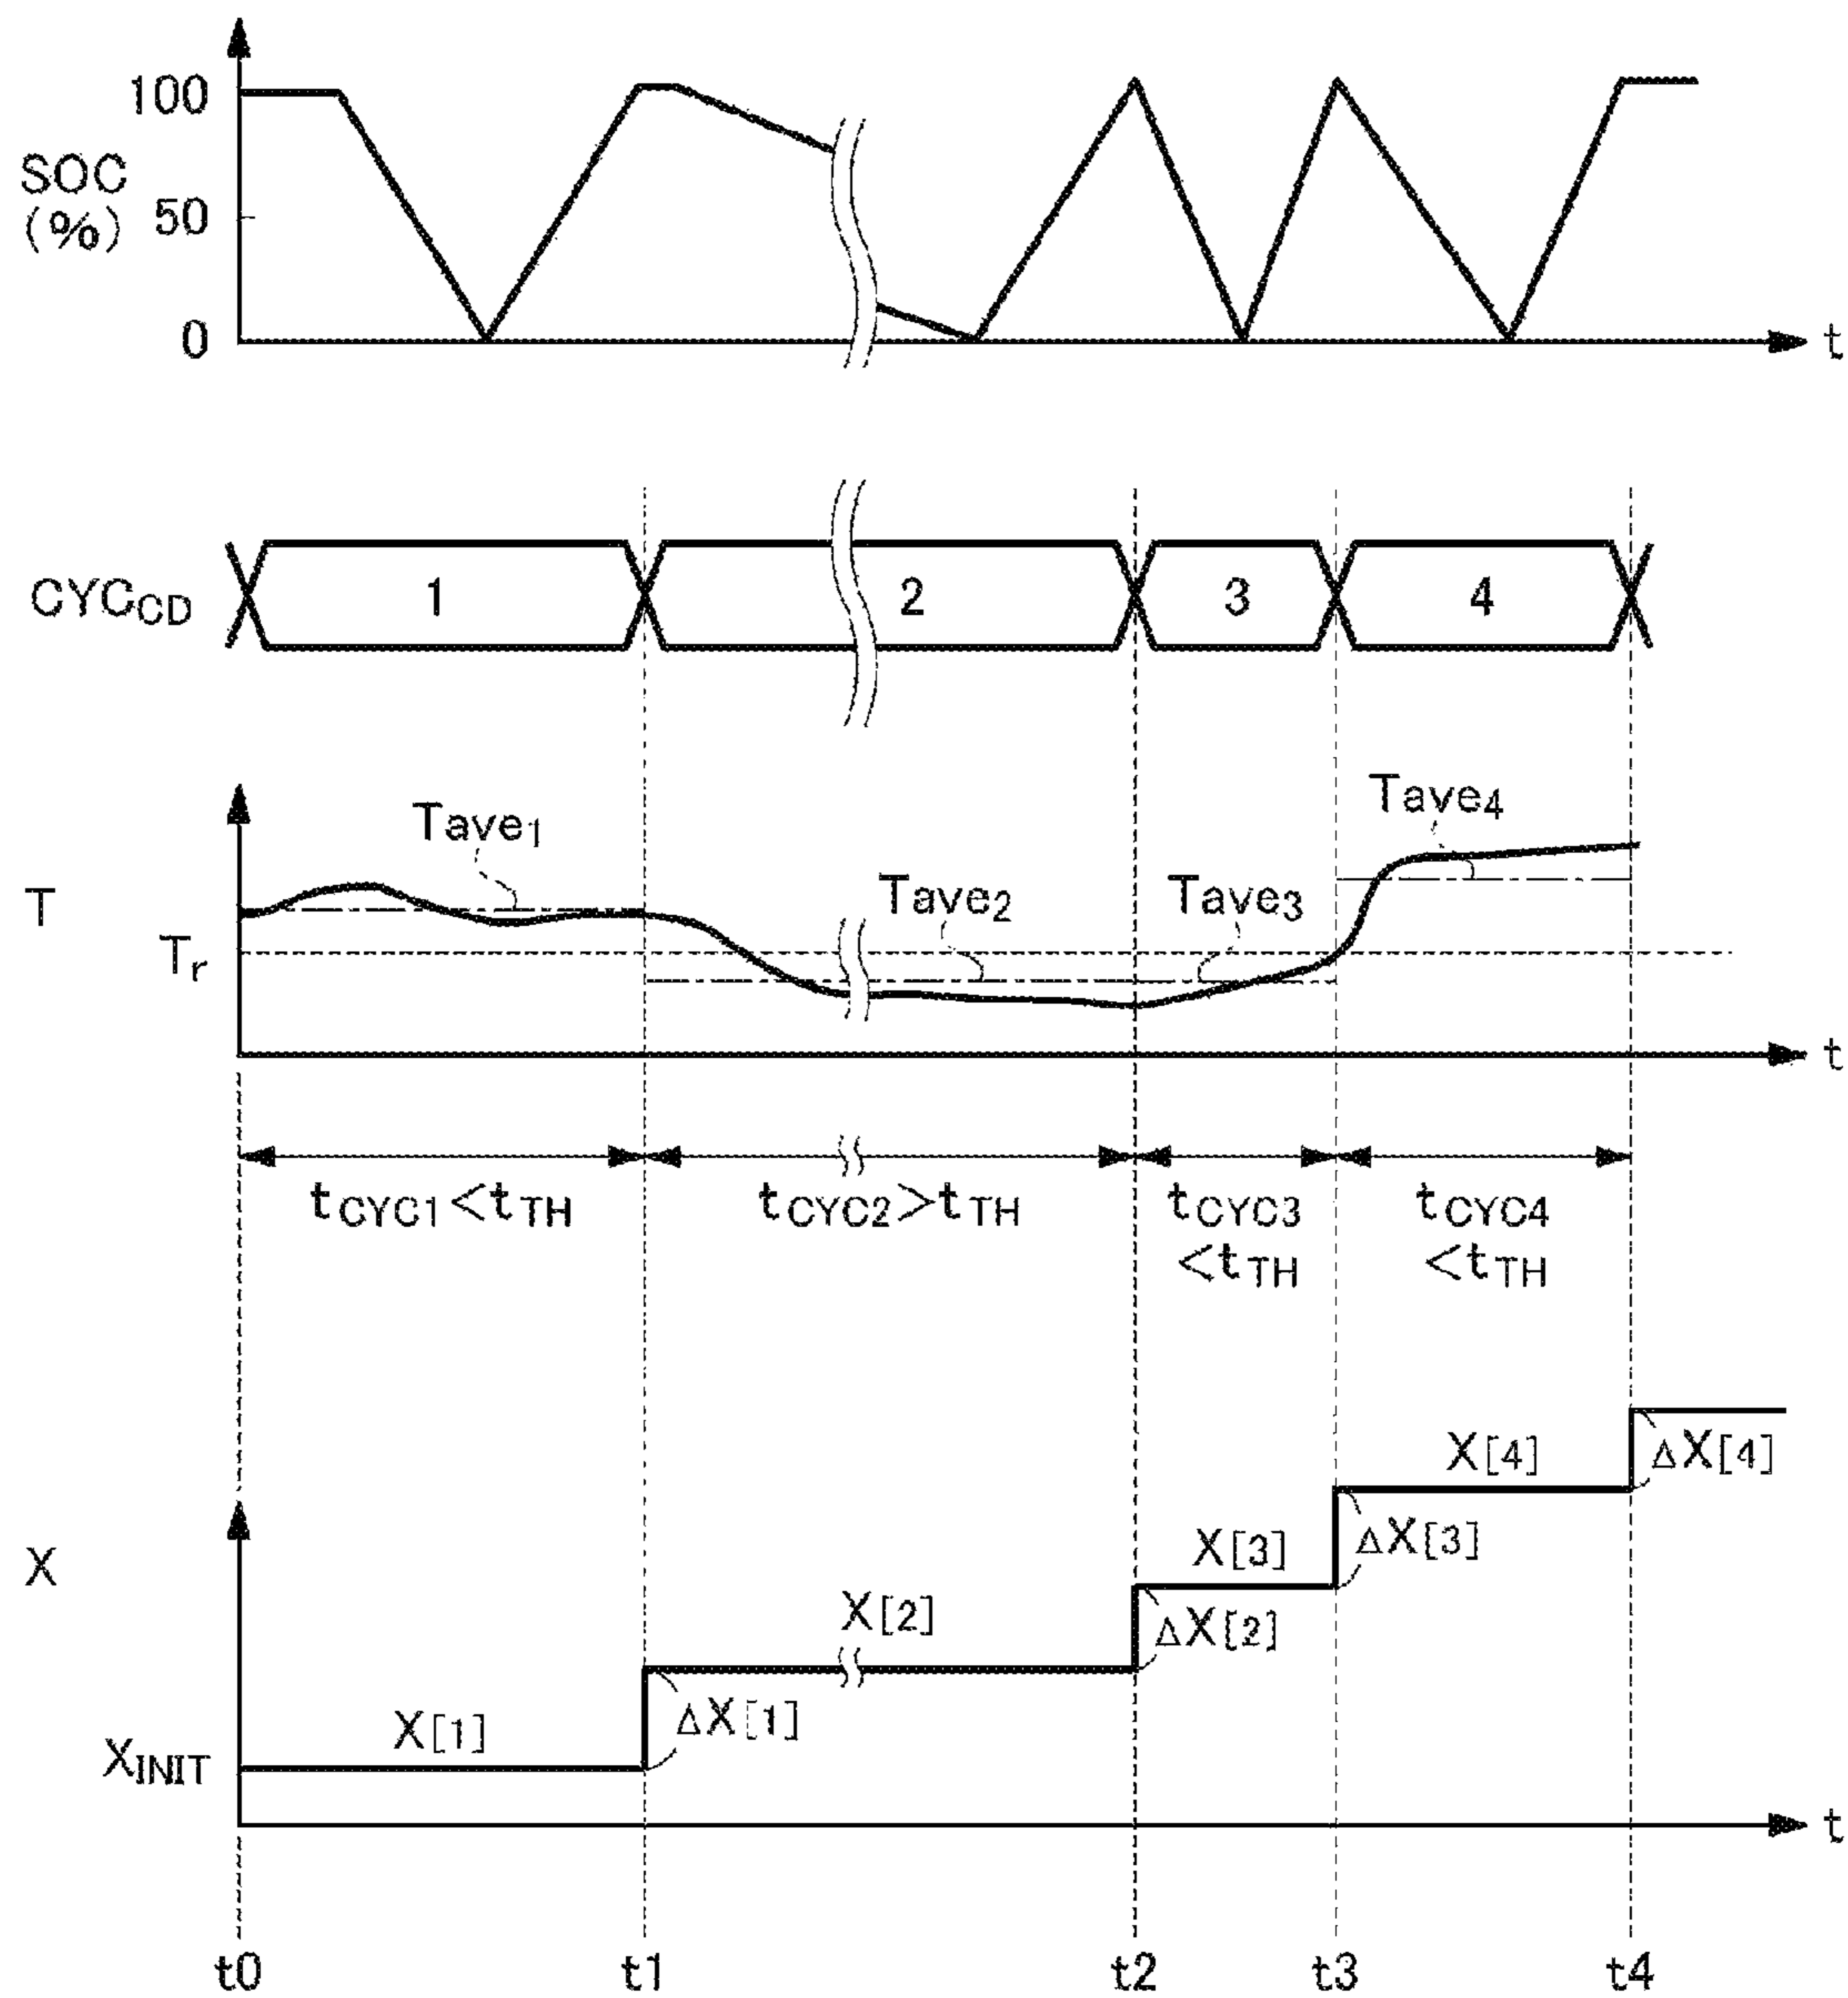 100
SOC
(%)
50
0
t
CYCCD
1
2
3
4
Tave1
Tave4
T
Tave2
Tave3
Tr
t
tCYC1<tTH
tCYC2>tTH
tCYC3
<tTH
tCYC4
<tTH
X[4]
ΔX[4]
X
X[3]
ΔX[3]
X[2]
ΔX[2]
X[1]
ΔX[1]
XINIT
t
t0
t1
t2
t3
t4